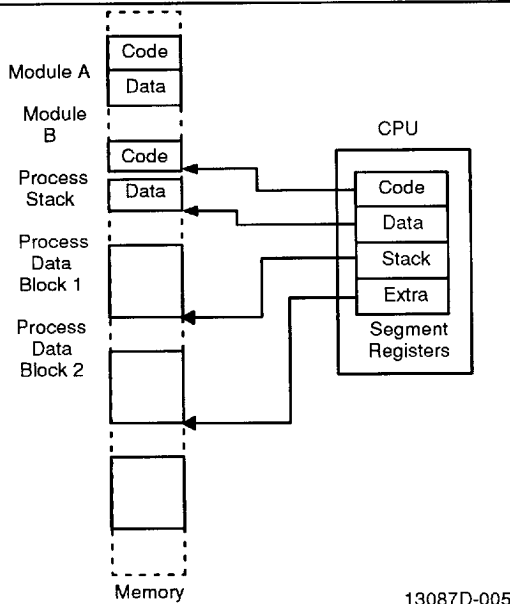 Module A
Code
Data
Module
B
Code
Process
Stack
Data
Process
Data
Block 1
Process
Data
Block 2
Memory
CPU
Code
Data
Stack
Extra
Segment
Registers
13087D-005